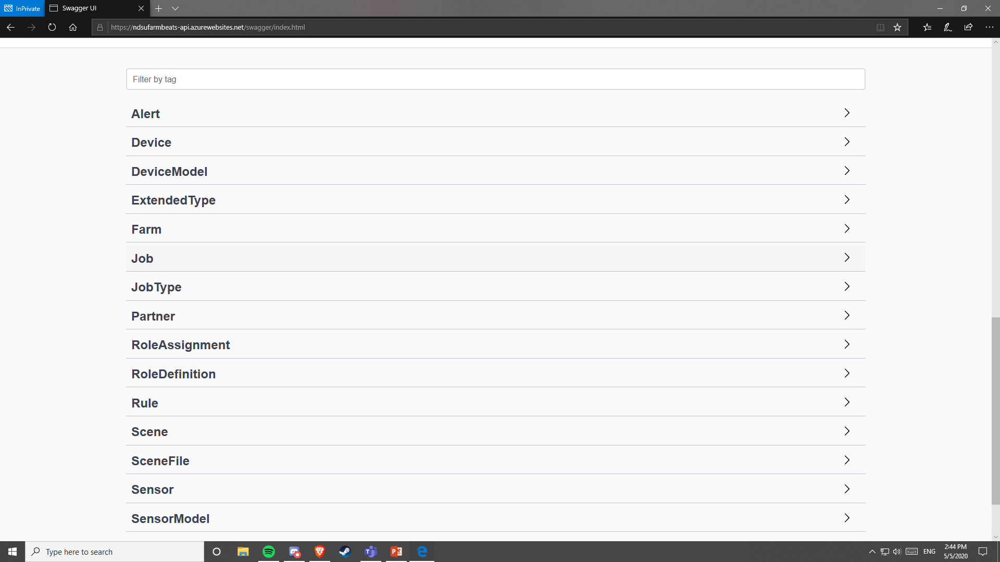 InPrivate
Swagger UI
https://ndsufarmbeats-api.azurewebsites.net/swagger/index.html
Filter by tag
Alert
Device
DeviceModel
ExtendedType
Farm
Job
JobType
Partner
RoleAssignment
RoleDefinition
Rule
Scene
SceneFile
Sensor
SensorModel
Type here to search
ENG
2:44 PM
5/5/2020